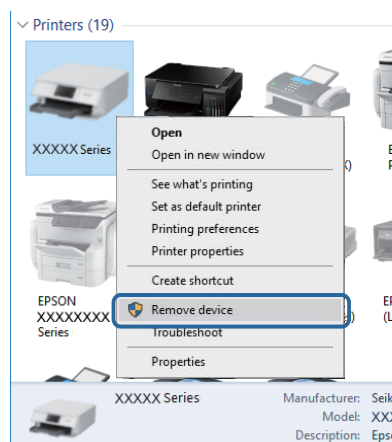 Printers (19)
XXXXX Series
Open
Open in new window
See what's printing
Set as default printer
Printing preferences
Printer properties
Create shortcut
Remove device
Troubleshoot
Properties
EPSON
XXXXXXXX
Series
XXXXX Series
Manufacturer:
Model:
Description: